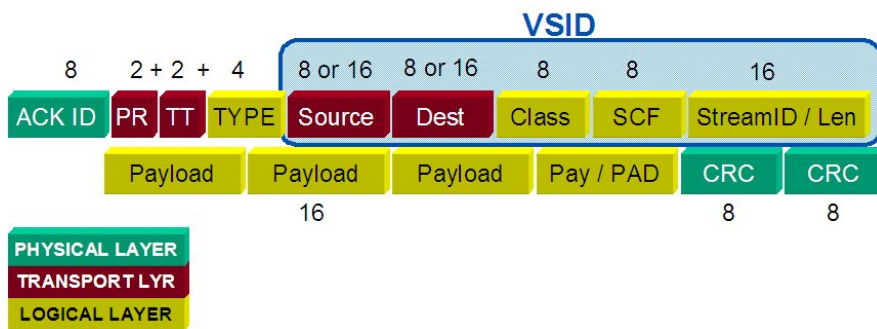 VSID
8 2 + 2 + 4 8 or 16 8 or 16 8 8 16
ACK ID PR TT TYPE Source Dest Class SCF StreamID / Len
Payload Payload Payload Pay / PAD CRC CRC
16 8 8
PHYSICAL LAYER
TRANSPORT LYR
LOGICAL LAYER